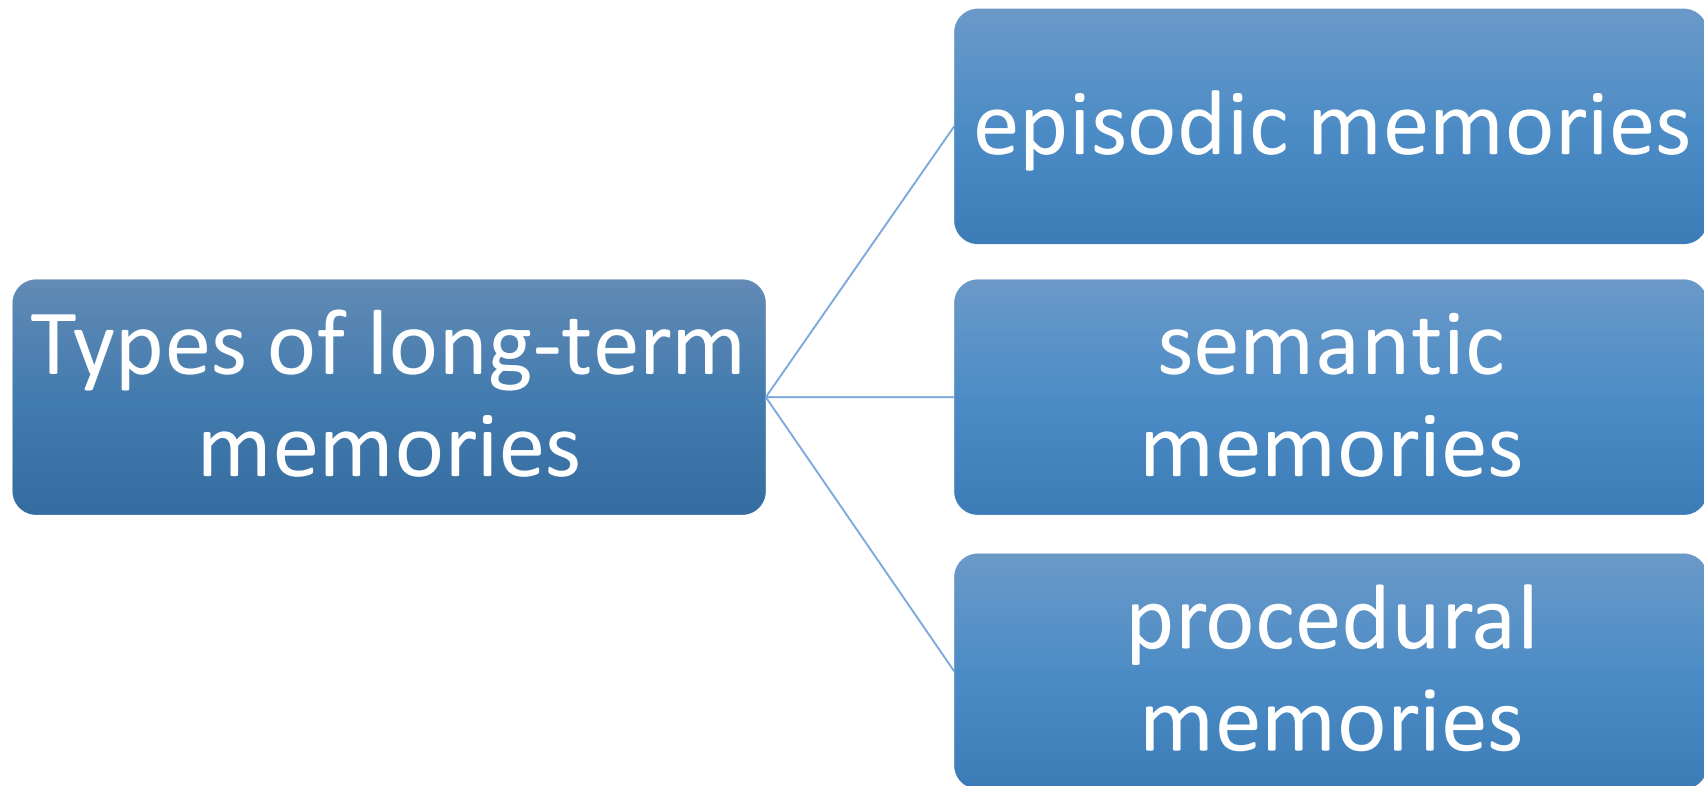 Types of long-term
memories
episodic memories
semantic
memories
procedural
memories